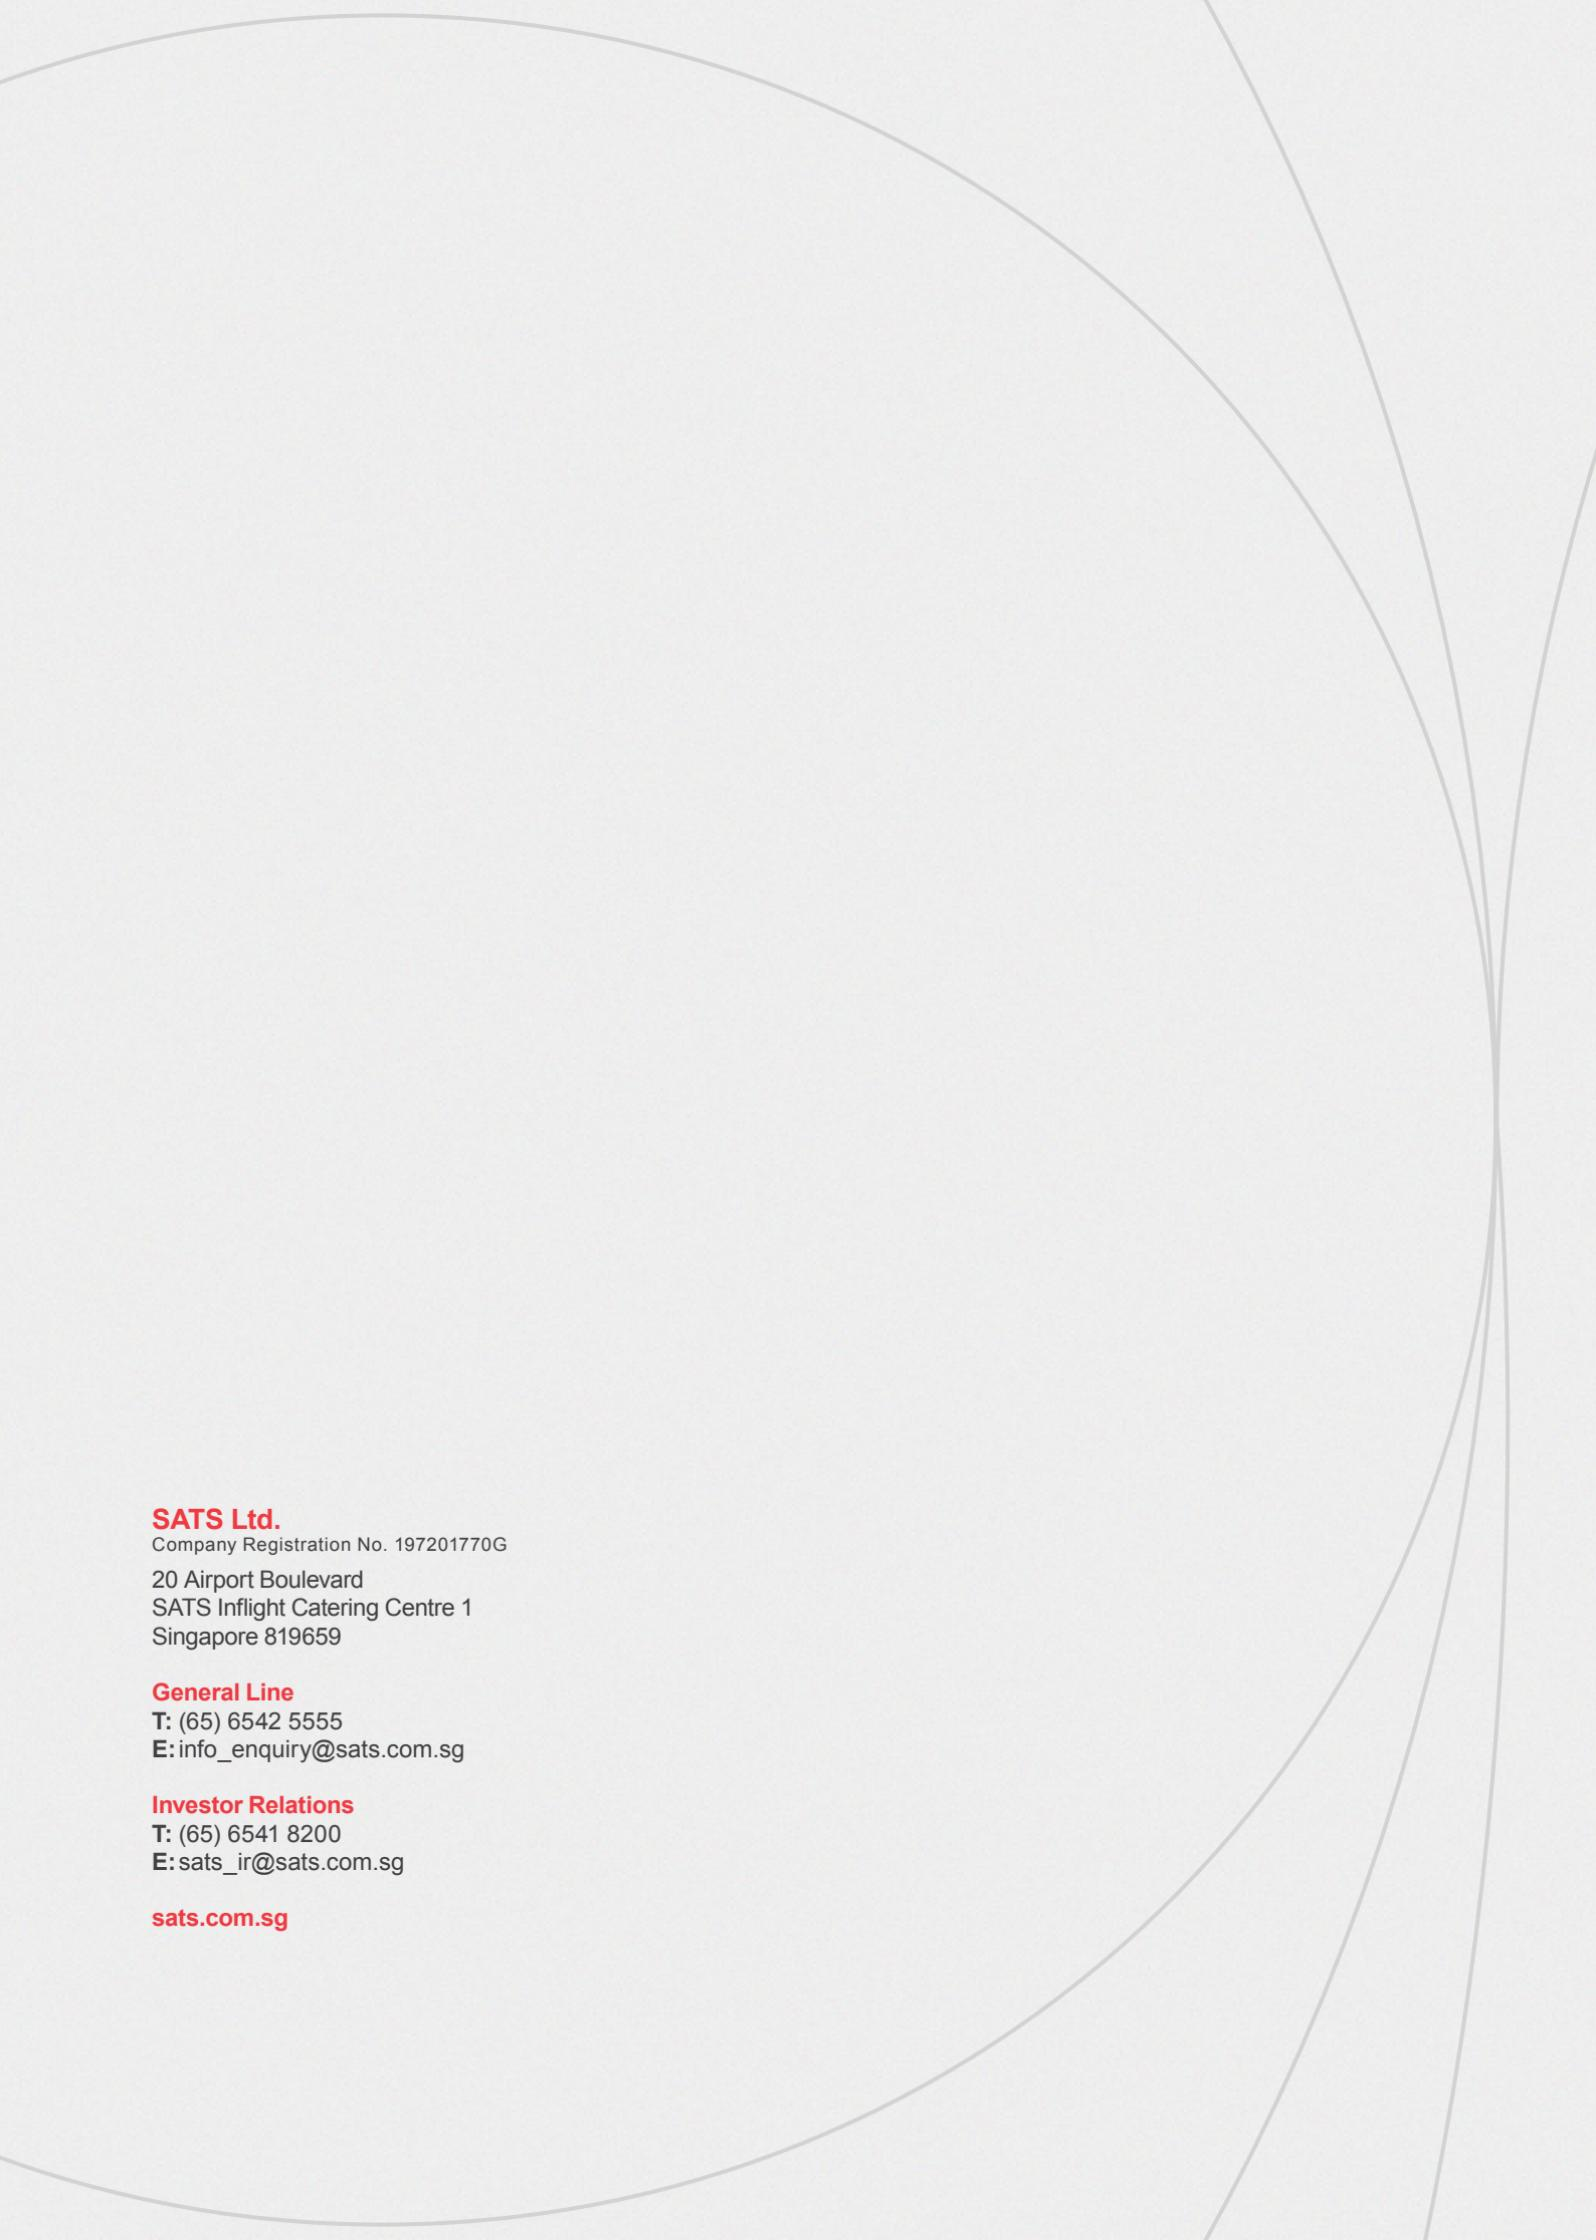 SATS Ltd.
Company Registration No. 197201770G
20 Airport Boulevard
SATS Inflight Catering Centre 1
Singapore 819659
General Line
T: (65) 6542 5555
E: info_enquiry@sats.com.sg
Investor Relations
T: (65) 6541 8200
E: sats_ir@sats.com.sg
sats.com.sg